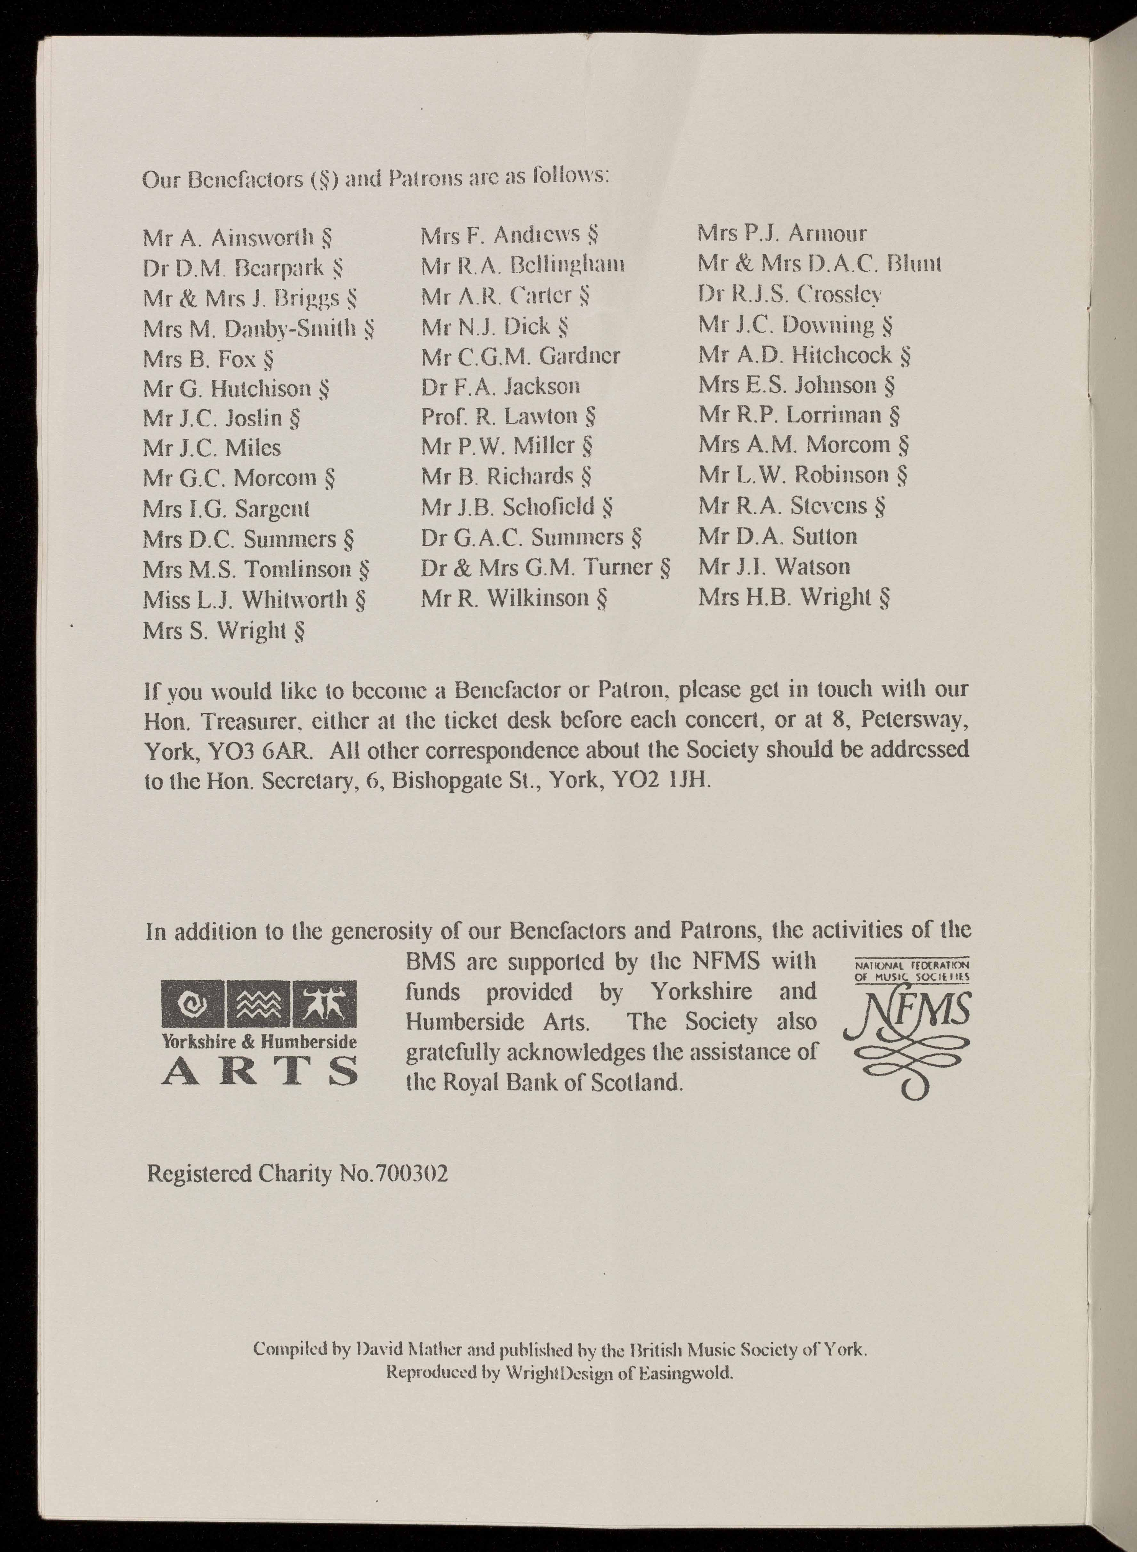 Our Benefactors (§) and Patrons are as follows:
Mr A. Ainsworth § Mrs F. Andrews § Mrs P.J. Armour
Dr D.M. Bearpark § Mr R.A. Bellingham Mr & Mrs D.A.C. Blunt
Mr & Mrs J. Briggs § Mr A.R. Carter § Dr R.J.S. Crossley
Mrs M. Danby-Smith § Mr N.J. Dick § Mr J.C. Downing §
Mrs B. Fox § Mr C.G.M. Gardner Mr A.D. Hitchcock §
Mr G. Hutchison § Dr F.A. Jackson Mrs E.S. Johnson §
Mr J.C. Joslin § Prof. R. Lawton § Mr R.P. Lorriman §
Mr J.C. Miles Mr P.W. Miller § Mrs A.M. Morcom §
Mr G.C. Morcom § Mr B. Richards § Mr L.W. Robinson §
Mrs I.G. Sargent Mr J.B. Schofield § Mr R.A. Stevens §
Mrs D.C. Summers § Dr G.A.C. Summers § Mr D.A. Sutton
Mrs M.S. Tomlinson § Dr & Mrs G.M. Turner § Mr J.I. Watson
Miss L.J. Whitworth § Mr R. Wilkinson § Mrs H.B. Wright §
Mrs S. Wright §
If you would like to become a Benefactor or Patron, please get in touch with our
Hon. Treasurer, either at the ticket desk before each concert, or at 8, Petersway,
York, YO3 6AR. All other correspondence about the Society should be addressed
to the Hon. Secretary, 6, Bishopgate St., York, YO2 1JH.
In addition to the generosity of our Benefactors and Patrons, the activities of the
BMS are supported by the NFMS with
funds provided by Yorkshire and
Humberside Arts. The Society also
gratefully acknowledges the assistance of
the Royal Bank of Scotland.
Yorkshire & Humberside
ARTS
NATIONAL FEDERATION
OF MUSIC SOCIETIES
NFMS
Registered Charity No.700302
Compiled by David Mather and published by the British Music Society of York.
Reproduced by WrightDesign of Easingwold.